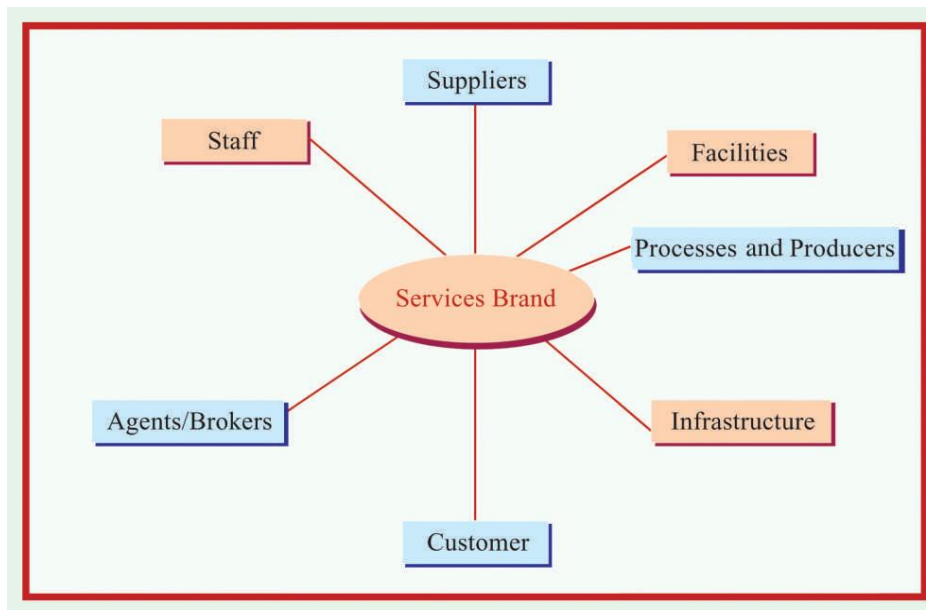 Suppliers
Staff
Facilities
Processes and Producers
Services Brand
Agents/Brokers
Infrastructure
Customer